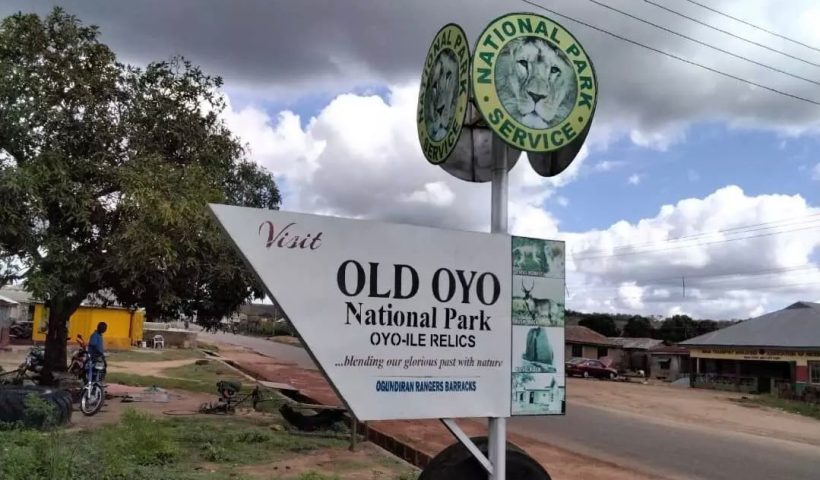 NATIONAL PARK
SERVICE
NATIONAL PARK
SERVICE
Visit
OLD OYO
National Park
OYO-ILE RELICS
...blending our glorious past with nature
OGUNDIRAN RANGERS BARRACKS